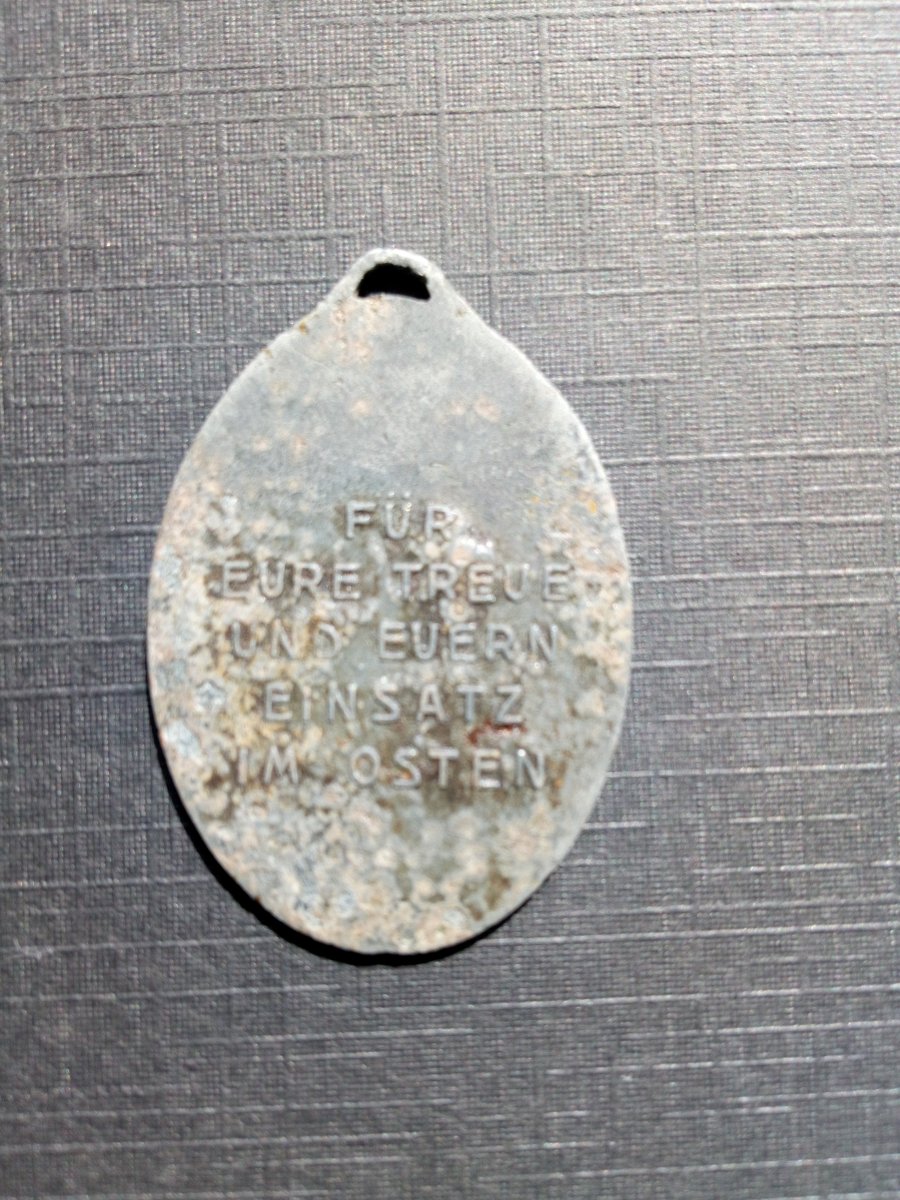 FÜR
EURE TREUE
UND EUERN
EINSATZ
IM OSTEN